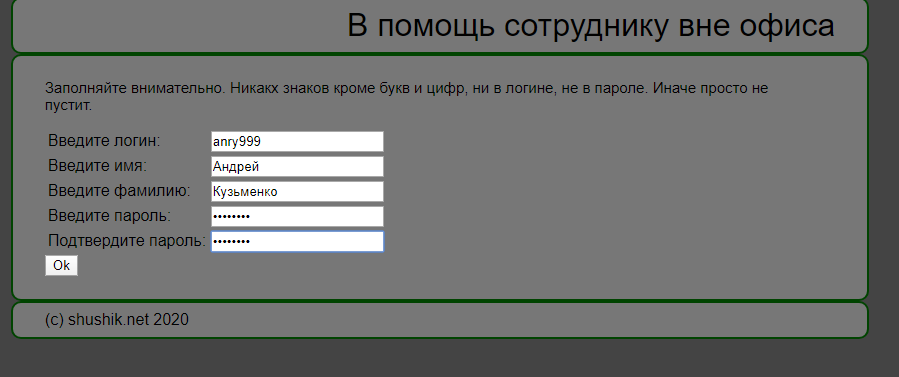 В помощь сотруднику вне офиса
Заполняйте внимательно. Никакх знаков кроме букв и цифр, ни в логине, не в пароле. Иначе просто не
пустит.
Введите логин: anry999
Введите имя: Андрей
Введите фамилию: Кузьменко
Введите пароль: ••••••••
Подтвердите пароль: ••••••••
Ok
(c) shushik.net 2020